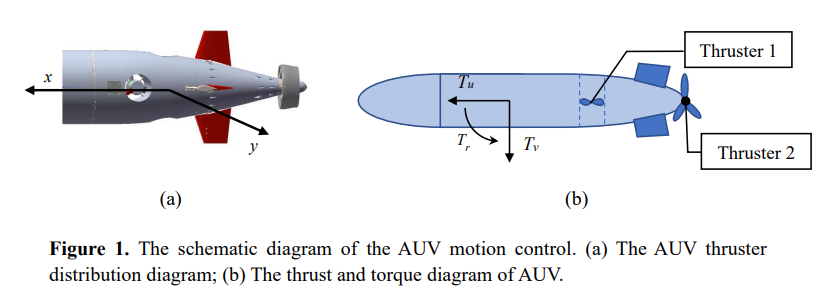 x
y
(a)
Thruster 1
Tu
Tr
Tv
Thruster 2
(b)
Figure 1. The schematic diagram of the AUV motion control. (a) The AUV thruster
distribution diagram; (b) The thrust and torque diagram of AUV.